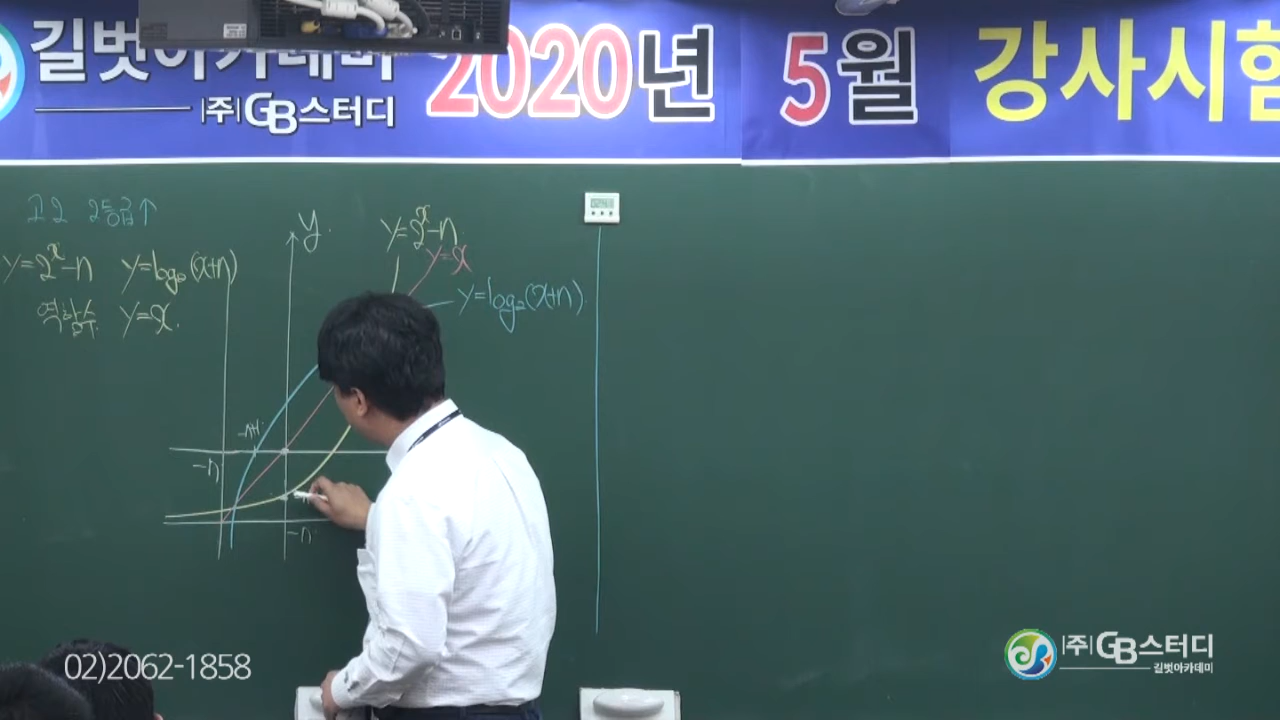 길벗아카데미
(주)GB스터디
2020년 5월 강사시험
고2 2등급↑
y=2^x-n y=log₂(x+n)
역함수 y=x.
y.
y=2^x-n
y=x
y=log₂(x+n)
-n+1
-n
-n
02)2062-1858
(주)GB스터디
길벗아카데미